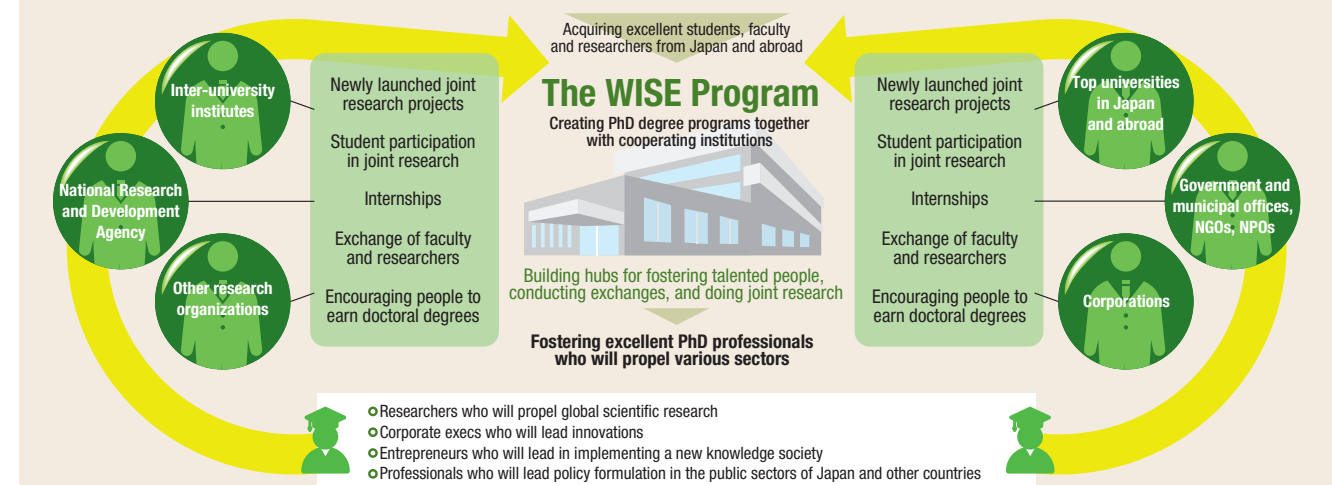 Acquiring excellent students, faculty
and researchers from Japan and abroad
The WISE Program
Creating PhD degree programs together
with cooperating institutions
Building hubs for fostering talented people,
conducting exchanges, and doing joint research
Fostering excellent PhD professionals
who will propel various sectors
Inter-university
institutes
National Research
and Development
Agency
Other research
organizations
Newly launched joint
research projects
Student participation
in joint research
Internships
Exchange of faculty
and researchers
Encouraging people to
earn doctoral degrees
Newly launched joint
research projects
Student participation
in joint research
Internships
Exchange of faculty
and researchers
Encouraging people to
earn doctoral degrees
Top universities
in Japan
and abroad
Government and
municipal offices,
NGOs, NPOs
Corporations
Researchers who will propel global scientific research
Corporate execs who will lead innovations
Entrepreneurs who will lead in implementing a new knowledge society
Professionals who will lead policy formulation in the public sectors of Japan and other countries